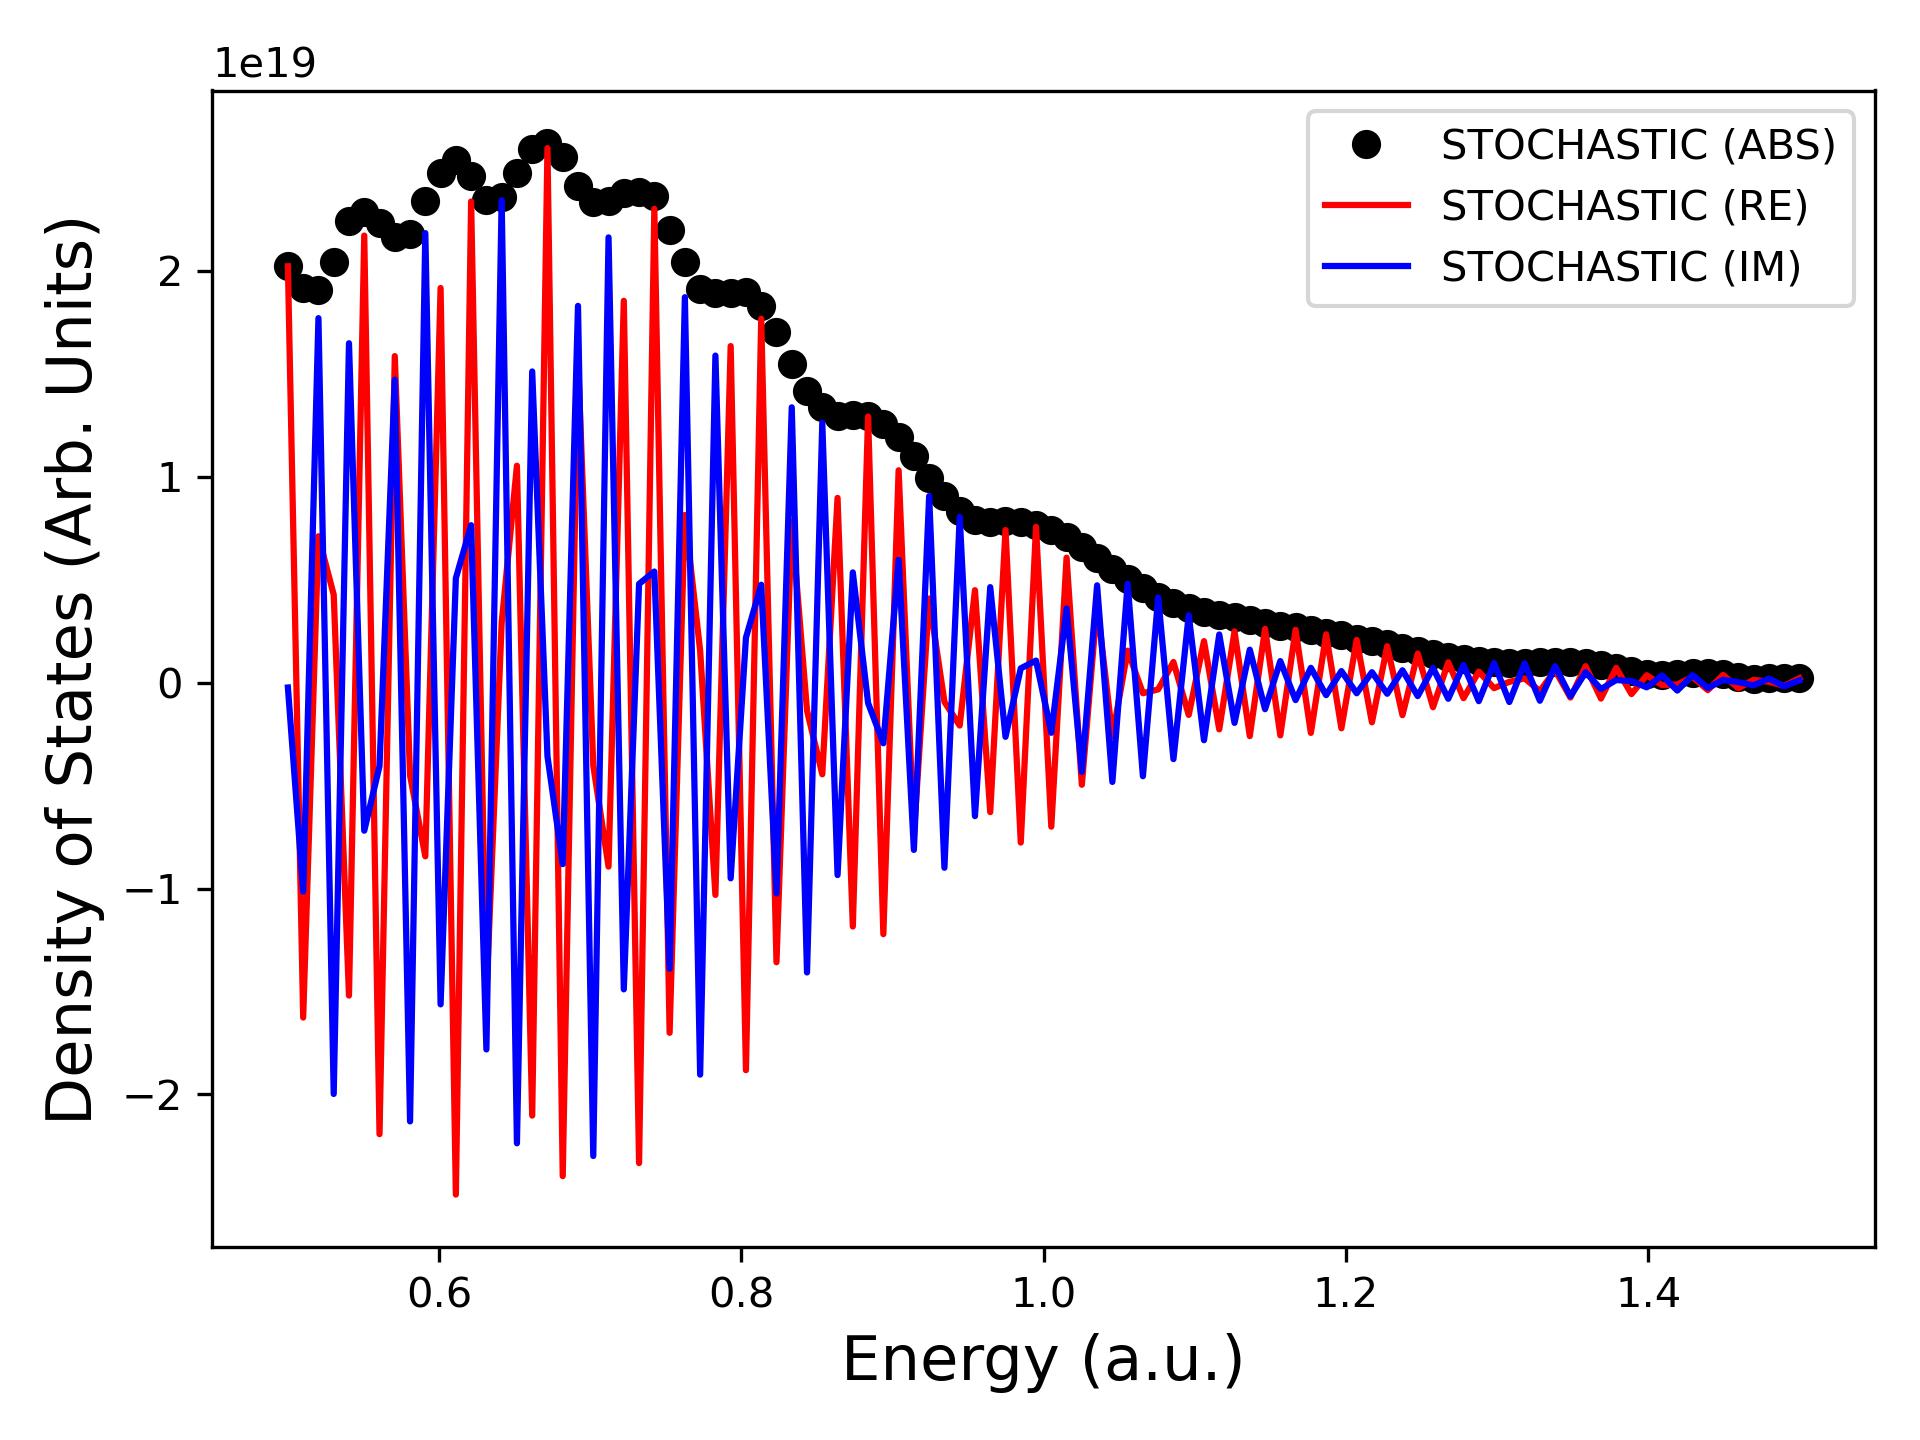 1e19
STOCHASTIC (ABS)
STOCHASTIC (RE)
STOCHASTIC (IM)
Density of States (Arb. Units)
2
1
0
−1
−2
0.6 0.8 1.0 1.2 1.4
Energy (a.u.)